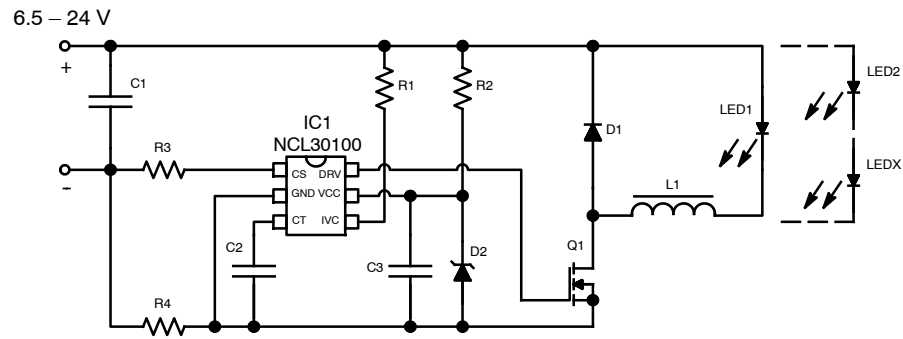 6.5 – 24 V
+
C1
R1
R2
LED2
IC1
NCL30100
D1
LED1
R3
CS DRV
LEDX
-
GND VCC
L1
CT IVC
C2
C3
D2
Q1
R4